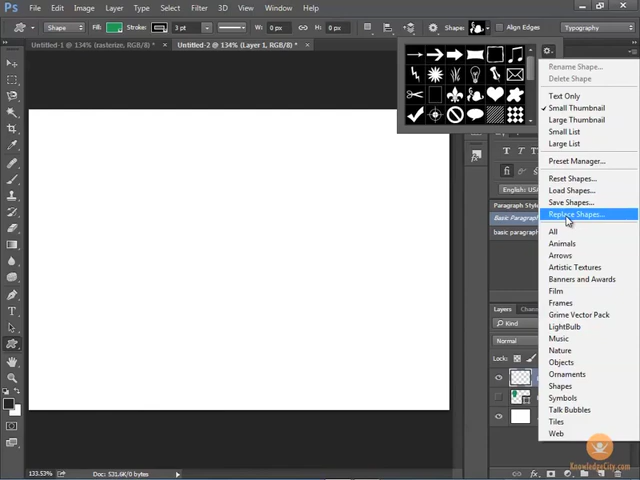 Ps File Edit Image Layer Type Select Filter 3D View Window Help
Shape Fill: Stroke: 3 pt W: 0 px H: 0 px Shape: Align Edges Typography
Untitled-1 @ 134% (rasterize, RGB/8) * × Untitled-2 @ 134% (Layer 1, RGB/8) * ×
Rename Shape...
Delete Shape
Text Only
Small Thumbnail
Large Thumbnail
Small List
Large List
Preset Manager...
Reset Shapes...
Load Shapes...
Save Shapes...
Replace Shapes...
All
Animals
Arrows
Artistic Textures
Banners and Awards
Film
Frames
Grime Vector Pack
LightBulb
Music
Nature
Objects
Ornaments
Shapes
Symbols
Talk Bubbles
Tiles
Web
T T
fi
English: USA
Paragraph Style
Basic Paragraph
basic paragraph
Layers Chann
Kind
Normal
Lock:
133.53% Doc: 531.6K/0 bytes
KnowledgeCity.com